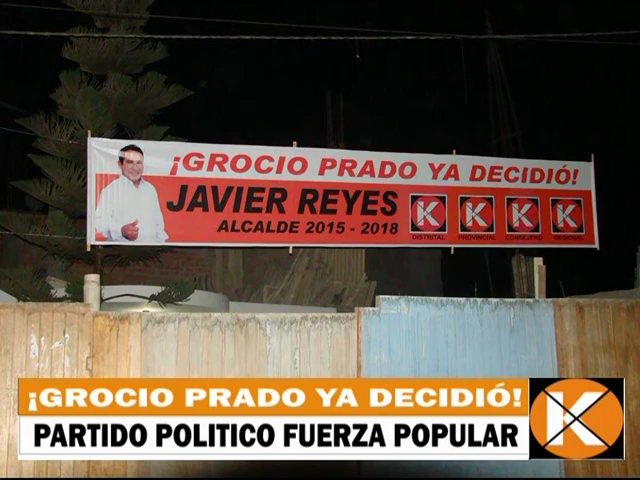 ¡GROCIO PRADO YA DECIDIÓ!
JAVIER REYES
ALCALDE 2015 - 2018
K K K K
DISTRITAL PROVINCIAL CONSEJERO REGIONAL
¡GROCIO PRADO YA DECIDIÓ!
PARTIDO POLITICO FUERZA POPULAR
K